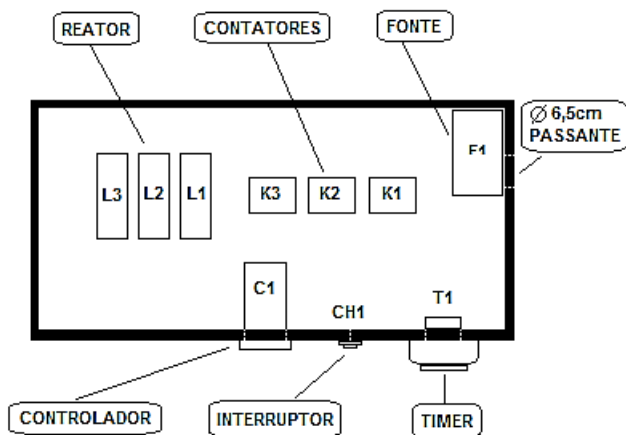 REATOR
CONTATORES
FONTE
Ø 6,5cm
PASSANTE
F1
L3 L2 L1
K3 K2 K1
C1
CH1
T1
CONTROLADOR
INTERRUPTOR
TIMER